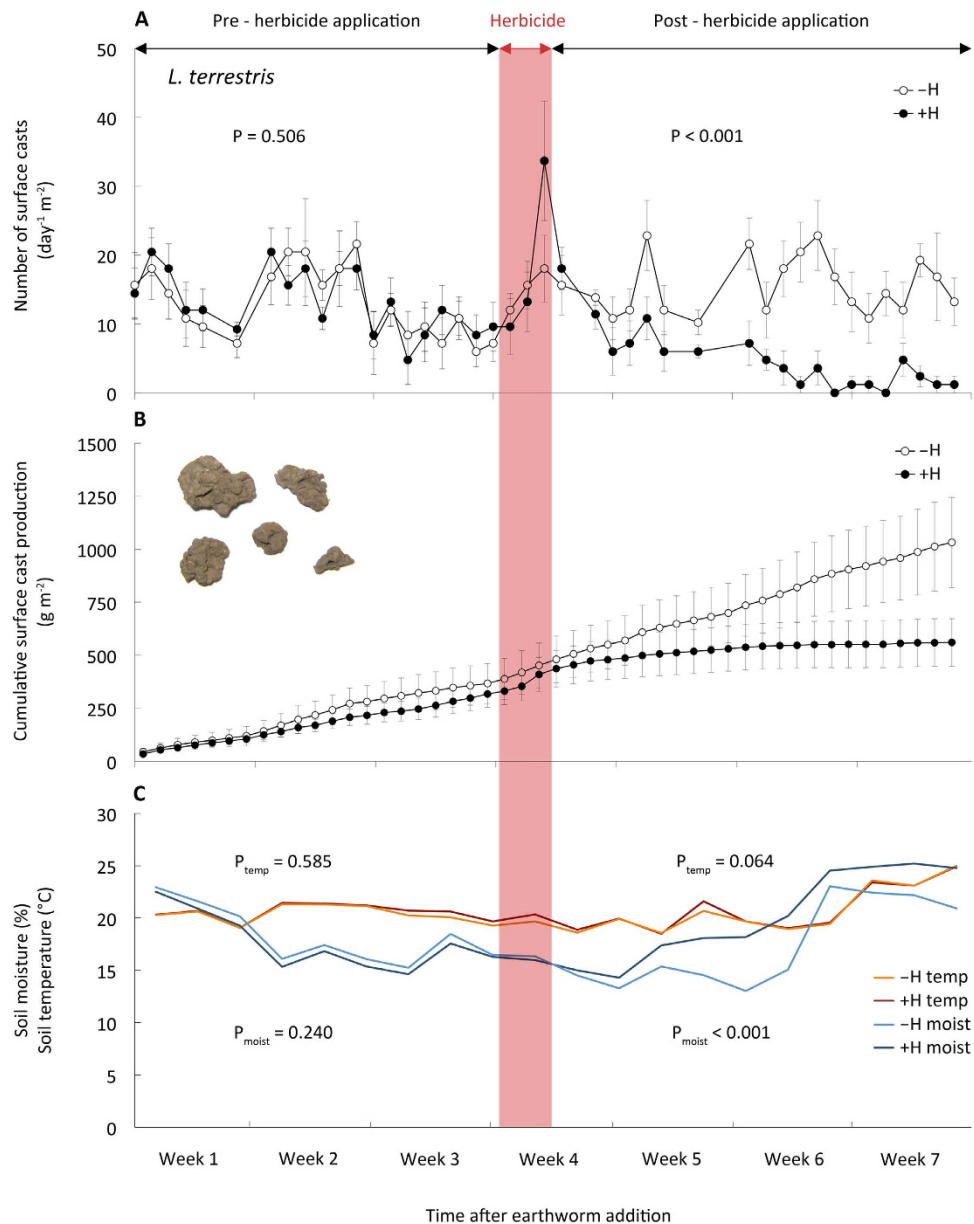 A
Pre - herbicide application
Herbicide
Post - herbicide application
50
40
30
20
10
0
Number of surface casts
(day⁻¹ m⁻²)
L. terrestris
P = 0.506
P < 0.001
–H
+H
B
1500
1250
1000
750
500
250
0
Cumulative surface cast production
(g m⁻²)
–H
+H
C
30
25
20
15
10
5
0
Soil moisture (%)
Soil temperature (°C)
P_temp = 0.585
P_temp = 0.064
P_moist = 0.240
P_moist < 0.001
–H temp
+H temp
–H moist
+H moist
Week 1
Week 2
Week 3
Week 4
Week 5
Week 6
Week 7
Time after earthworm addition